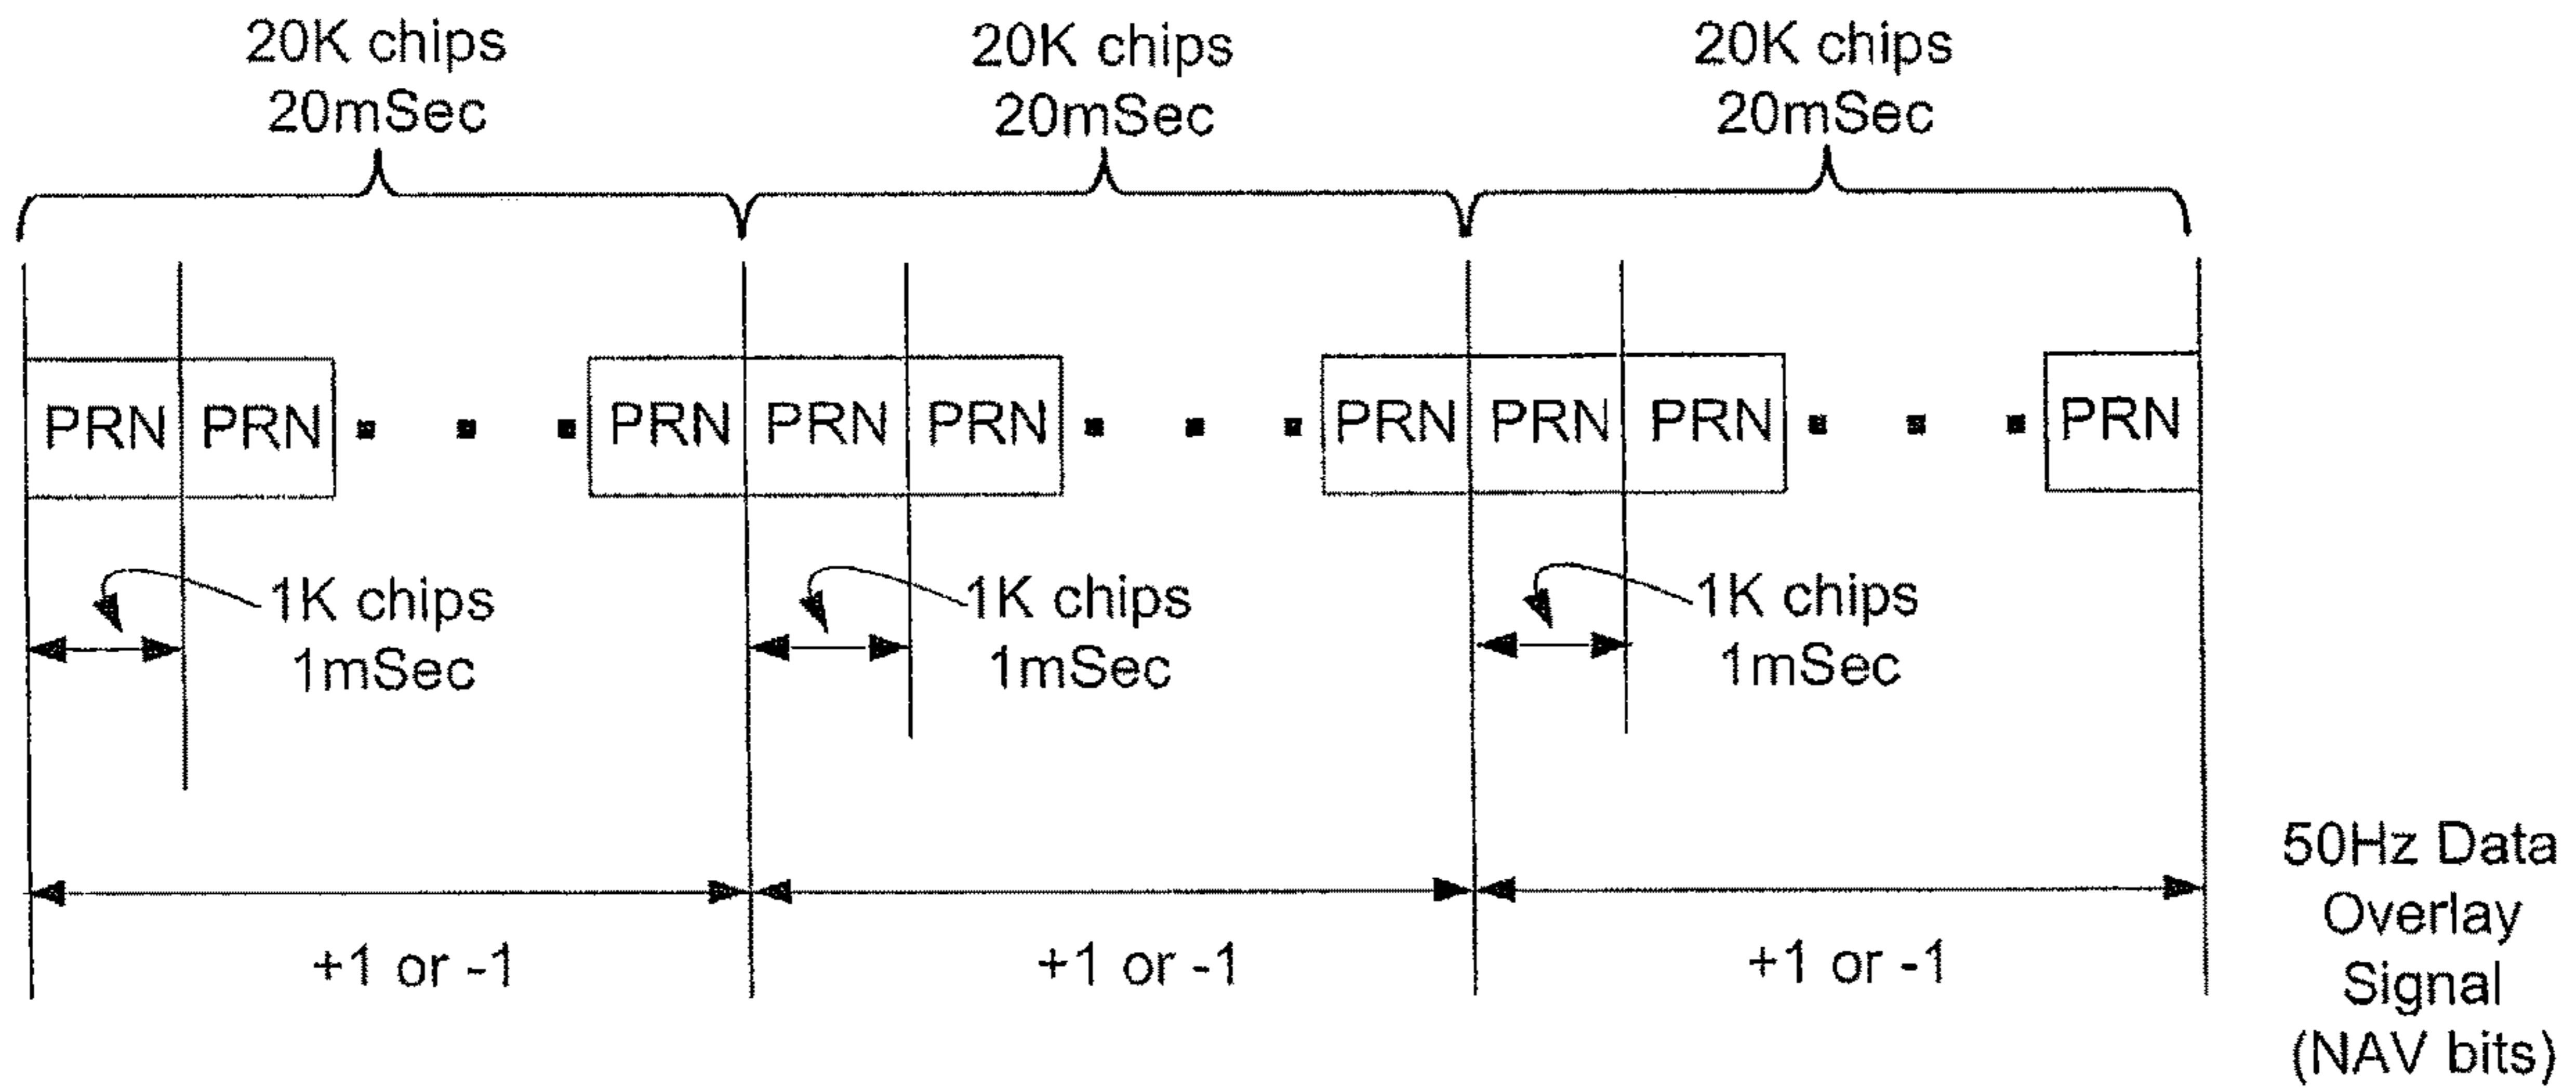 20K chips
20mSec
20K chips
20mSec
20K chips
20mSec
PRN PRN PRN PRN PRN PRN PRN PRN PRN
1K chips
1mSec
1K chips
1mSec
1K chips
1mSec
+1 or -1
+1 or -1
+1 or -1
50Hz Data
Overlay
Signal
(NAV bits)